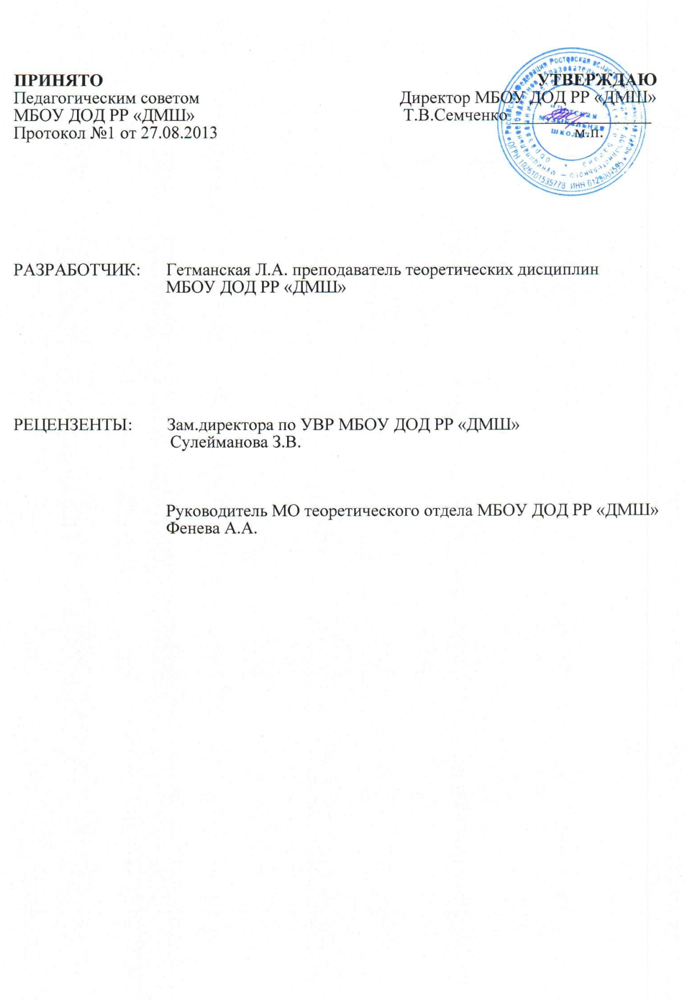 ПРИНЯТО
Педагогическим советом
МБОУ ДОД РР «ДМШ»
Протокол №1 от 27.08.2013
УТВЕРЖДАЮ
Директор МБОУ ДОД РР «ДМШ»
Т.В.Семченко
м.п.
Российская Федерация Ростовская область
ОГРН 1026101535778 ИНН 6129004595
«Детская
музыкальная
школа»
РАЗРАБОТЧИК: Гетманская Л.А. преподаватель теоретических дисциплин
МБОУ ДОД РР «ДМШ»
РЕЦЕНЗЕНТЫ: Зам.директора по УВР МБОУ ДОД РР «ДМШ»
Сулейманова З.В.
Руководитель МО теоретического отдела МБОУ ДОД РР «ДМШ»
Фенева А.А.